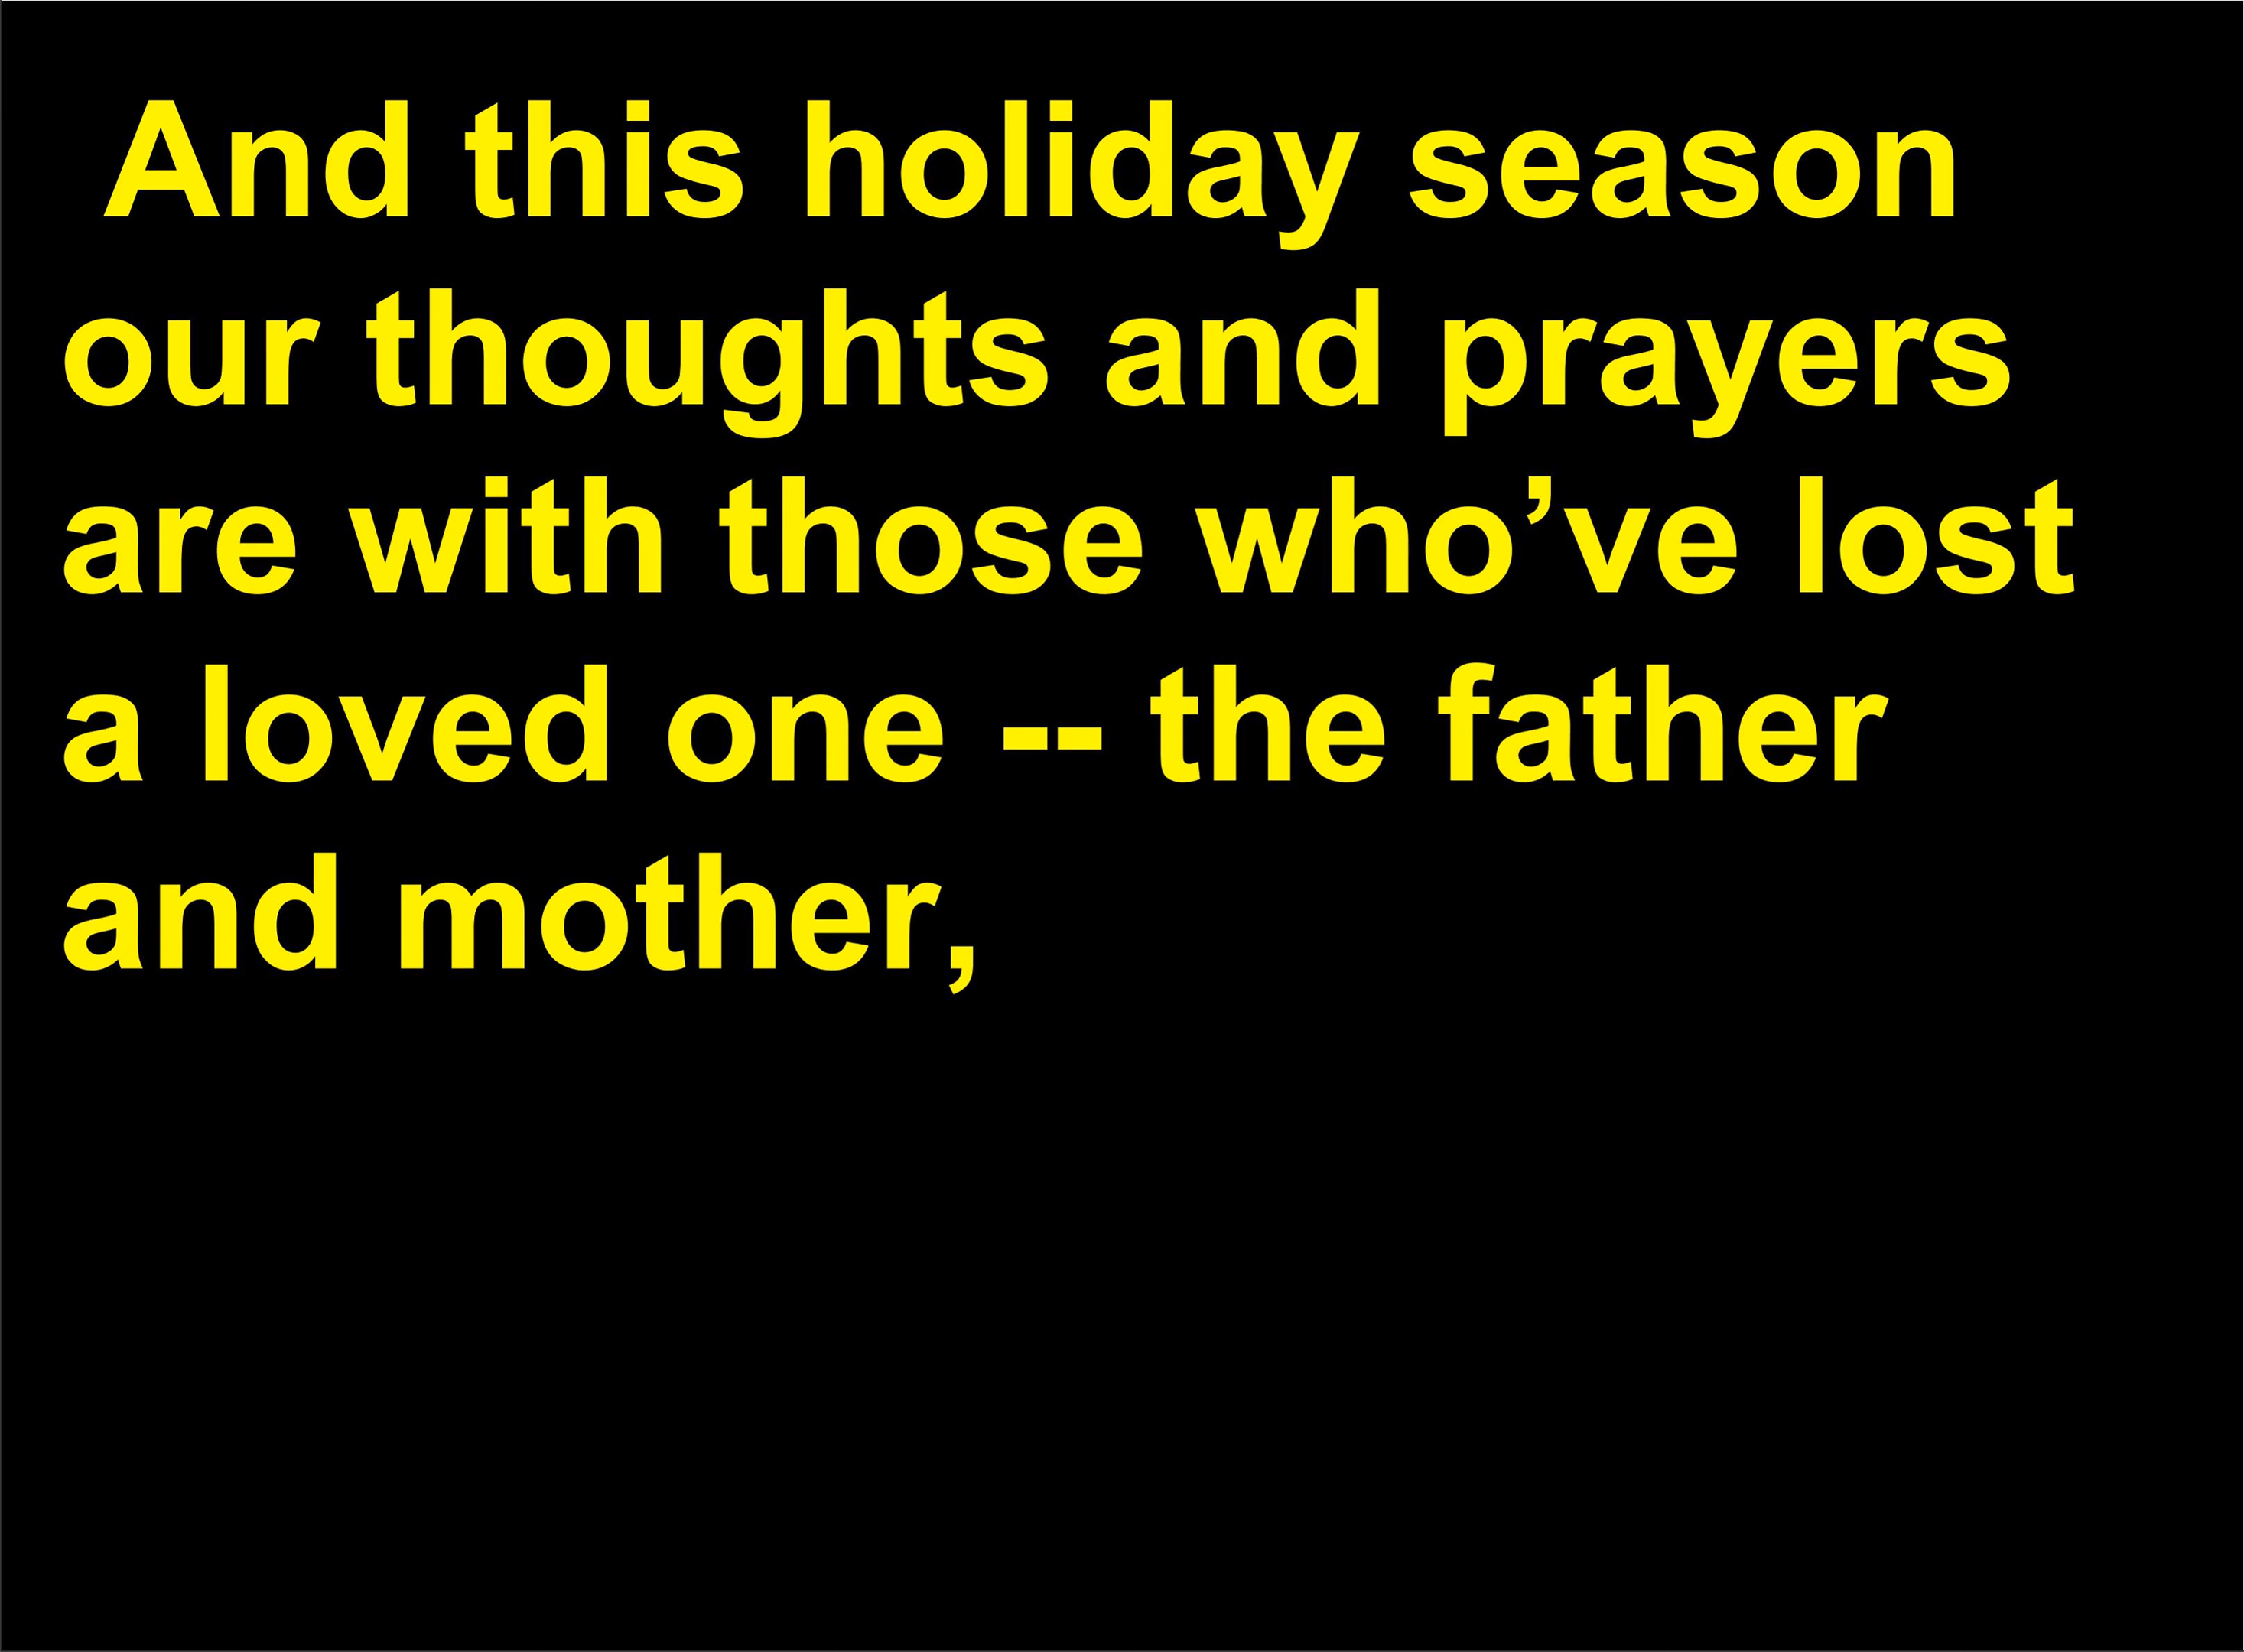 And this holiday season
our thoughts and prayers
are with those who’ve lost
a loved one -- the father
and mother,